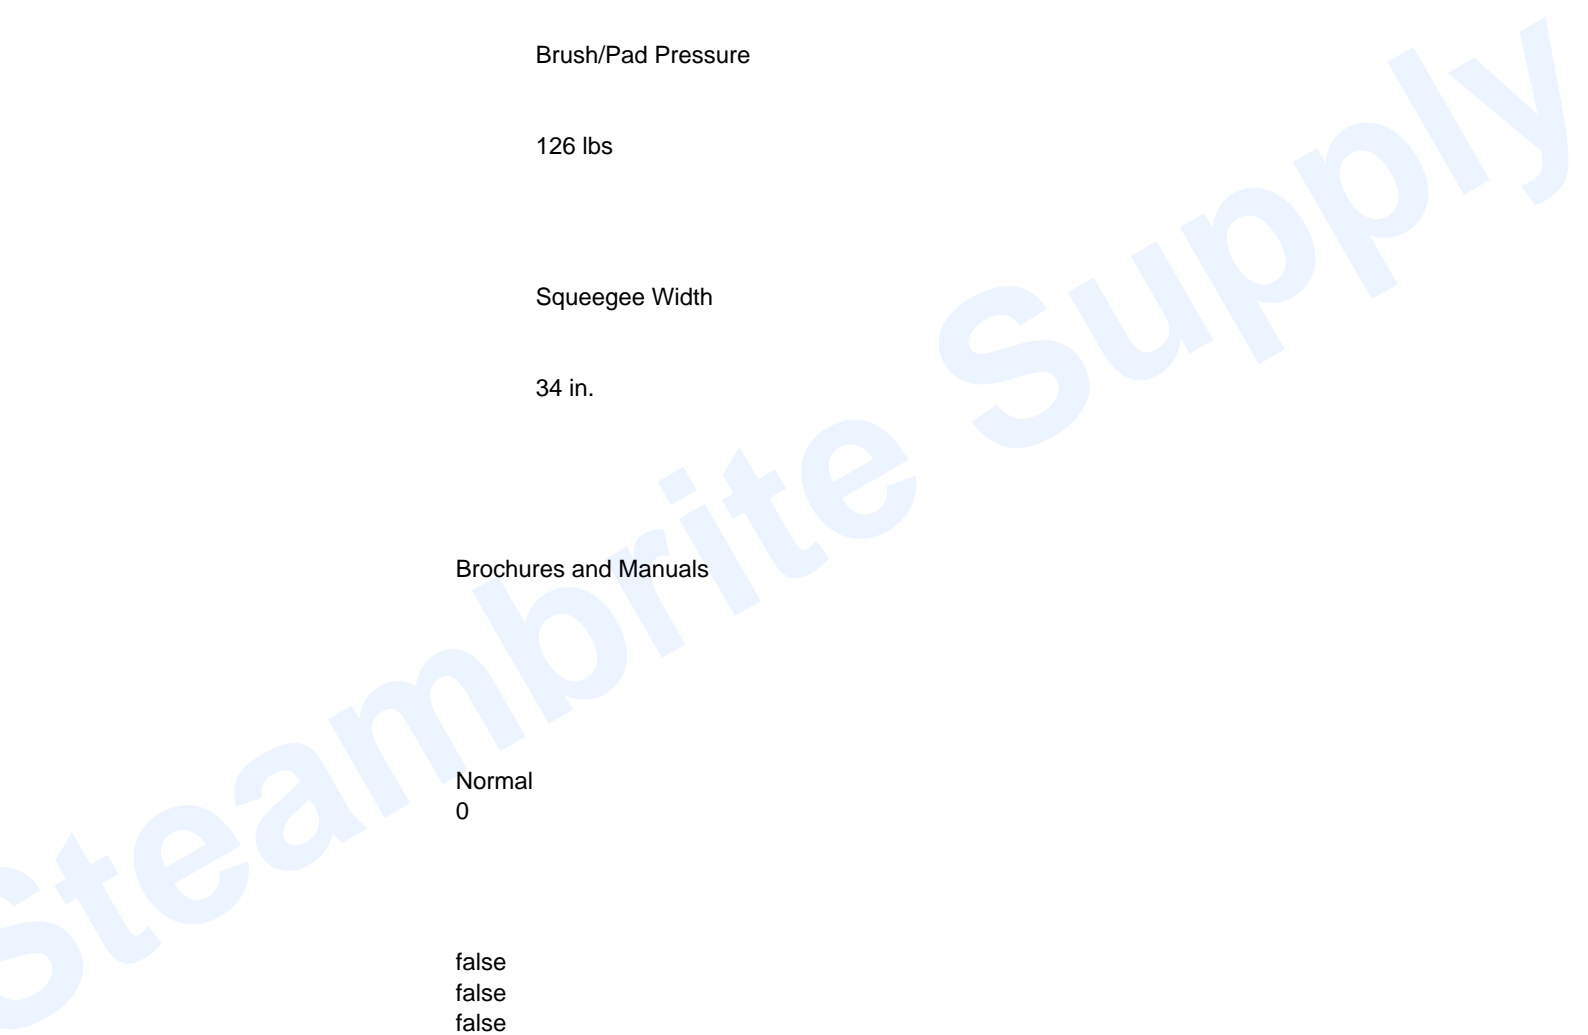 Brush/Pad Pressure
126 lbs
Squeegee Width
34 in.
Brochures and Manuals
Normal
0
false
false
false
Steambrite Supply